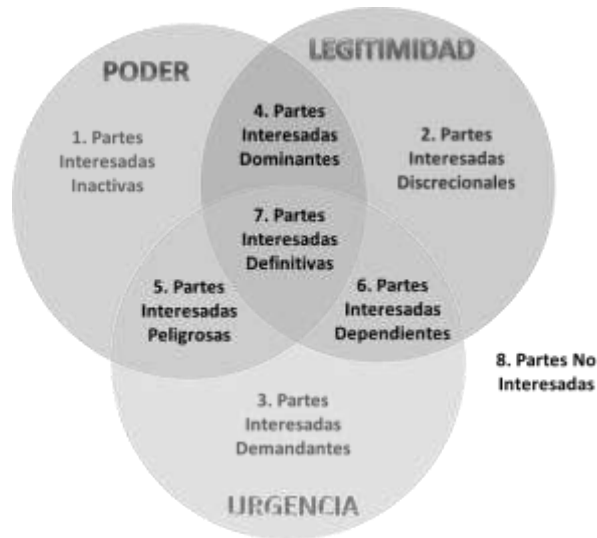 PODER
LEGITIMIDAD
1. Partes
Interesadas
Inactivas
4. Partes
Interesadas
Dominantes
2. Partes
Interesadas
Discrecionales
7. Partes
Interesadas
Definitivas
5. Partes
Interesadas
Peligrosas
6. Partes
Interesadas
Dependientes
8. Partes No
Interesadas
3. Partes
Interesadas
Demandantes
URGENCIA